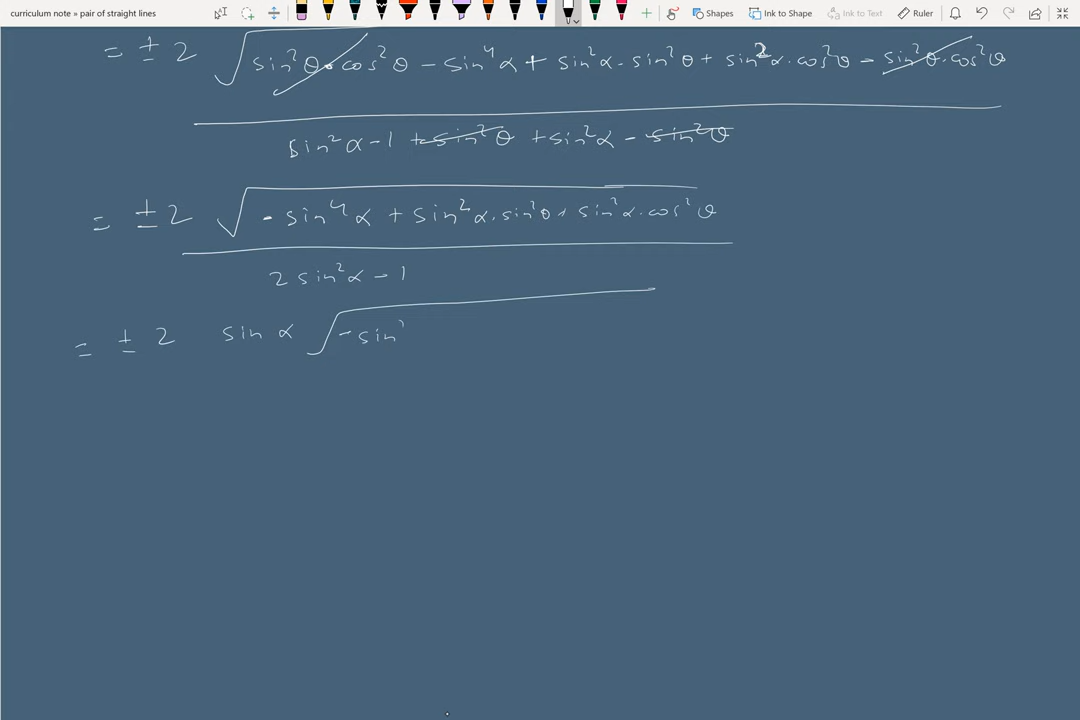 curriculum note » pair of straight lines
Shapes Ink to Shape Ink to Text Ruler
= ± 2 √ sin²θ·cos²θ – sin⁴α + sin²α·sin²θ + sin²α·cos²θ – sin²θ·cos²θ
sin²α–1 + sin²θ + sin²α – sin²θ
= ± 2 √ - sin⁴α + sin²α·sin²θ + sin²α·cos²θ
2 sin²α – 1
= ± 2 sin α √ -sin²